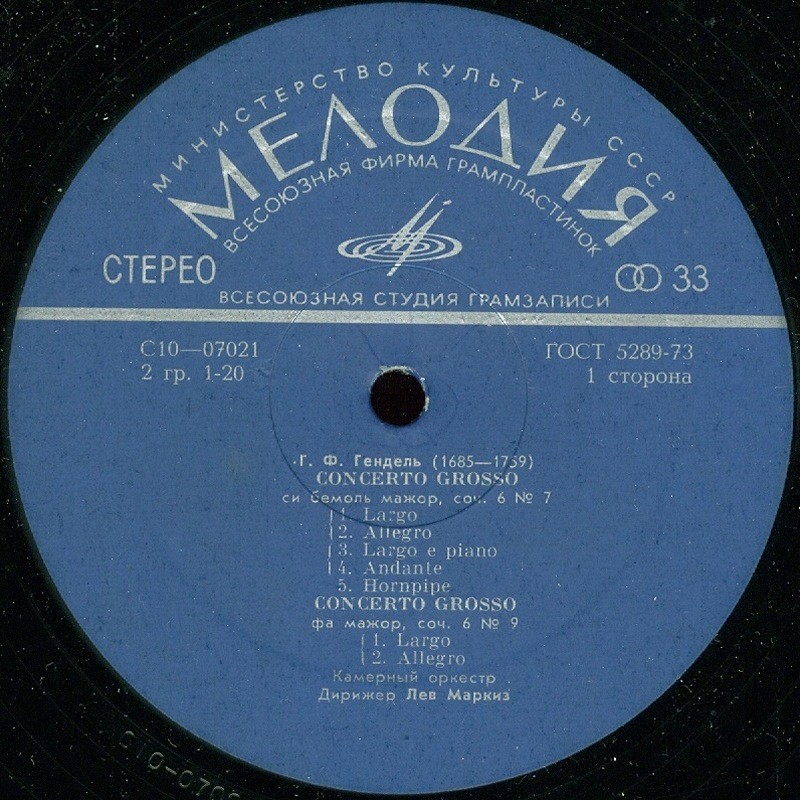 МИНИСТЕРСТВО КУЛЬТУРЫ СССР
МЕЛОДИЯ
ВСЕСОЮЗНАЯ ФИРМА ГРАМПЛАСТИНОК
СТЕРЕО
33
ВСЕСОЮЗНАЯ СТУДИЯ ГРАМЗАПИСИ
С10—07021
ГОСТ 5289-73
2 гр. 1-20
1 сторона
Г. Ф. Гендель (1685—1759)
CONCERTO GROSSO
си бемоль мажор, соч. 6 № 7
1. Largo
2. Allegro
3. Largo e piano
4. Andante
5. Hornpipe
CONCERTO GROSSO
фа мажор, соч. 6 № 9
1. Largo
2. Allegro
Камерный оркестр
Дирижер Лев Маркиз